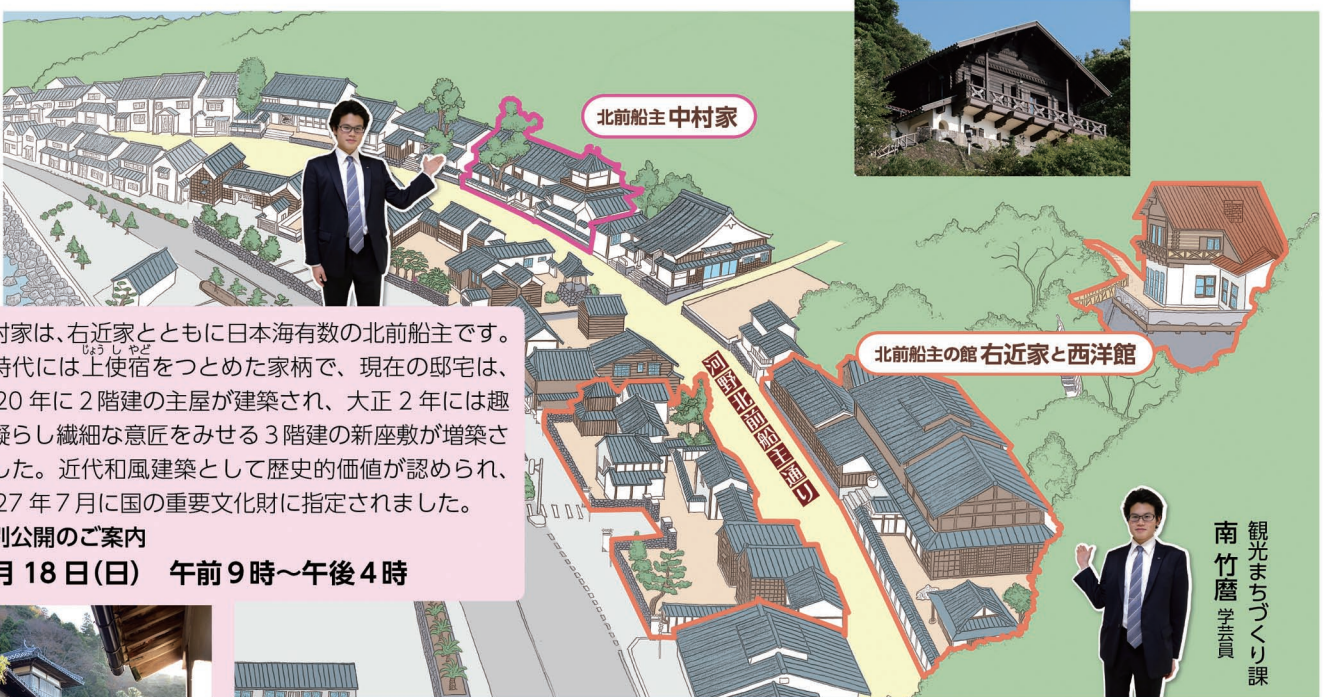 北前船主 中村家
村家は、右近家とともに日本海有数の北前船主です。
時代には上使宿をつとめた家柄で、現在の邸宅は、
じょうしやど
20年に2階建の主屋が建築され、大正2年には趣
凝らし繊細な意匠をみせる3階建の新座敷が増築さ
した。近代和風建築として歴史的価値が認められ、
27年7月に国の重要文化財に指定されました。
別公開のご案内
月18日(日) 午前9時～午後4時
北前船主の館 右近家と西洋館
河野北前船主通り
観光まちづくり課
南 竹麿 学芸員